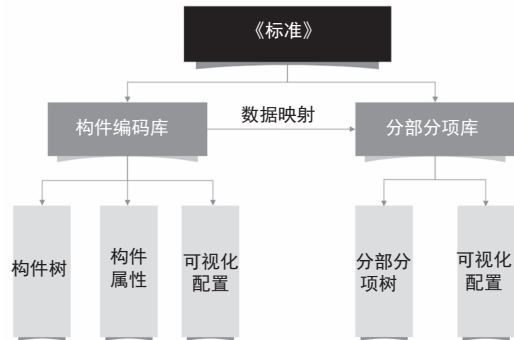 《标准》
构件编码库
数据映射
分部分项库
构件树
构件
属性
可视化
配置
分部分
项树
可视化
配置